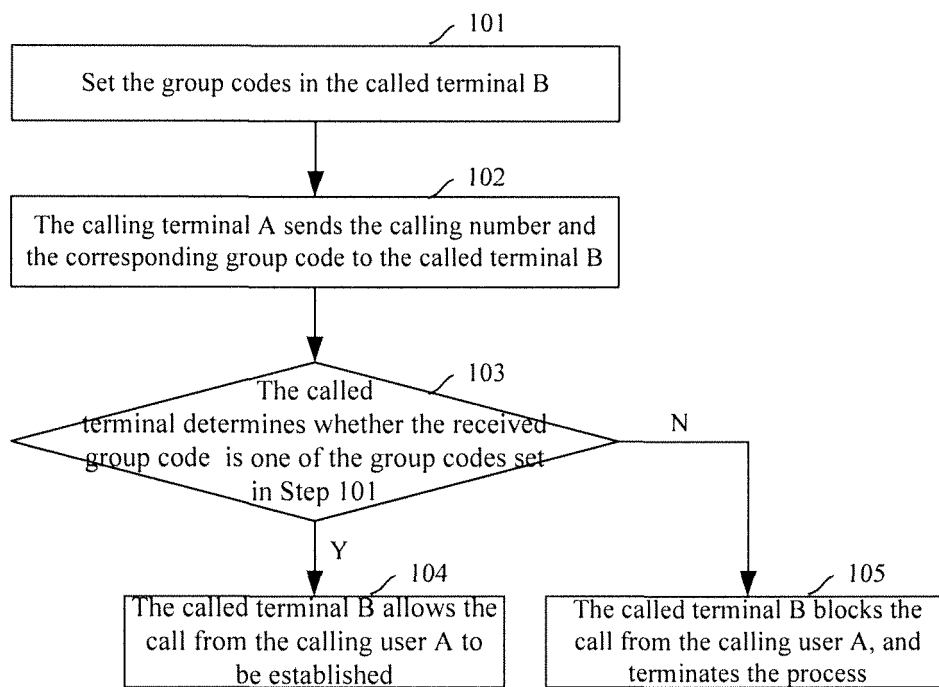 101
Set the group codes in the called terminal B
102
The calling terminal A sends the calling number and
the corresponding group code to the called terminal B
103
The called
terminal determines whether the received
group code is one of the group codes set
in Step 101
N
Y
104
The called terminal B allows the
call from the calling user A to
be established
105
The called terminal B blocks the
call from the calling user A, and
terminates the process